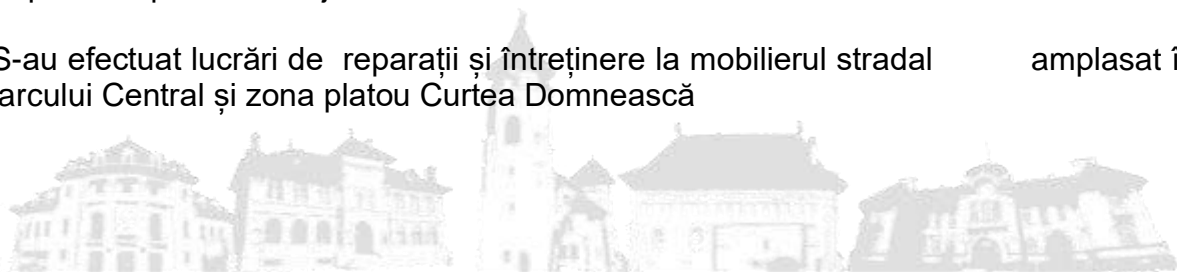 S-au efectuat lucrări de reparații și întreținere la mobilierul stradal amplasat
arcului Central și zona platou Curtea Domnească